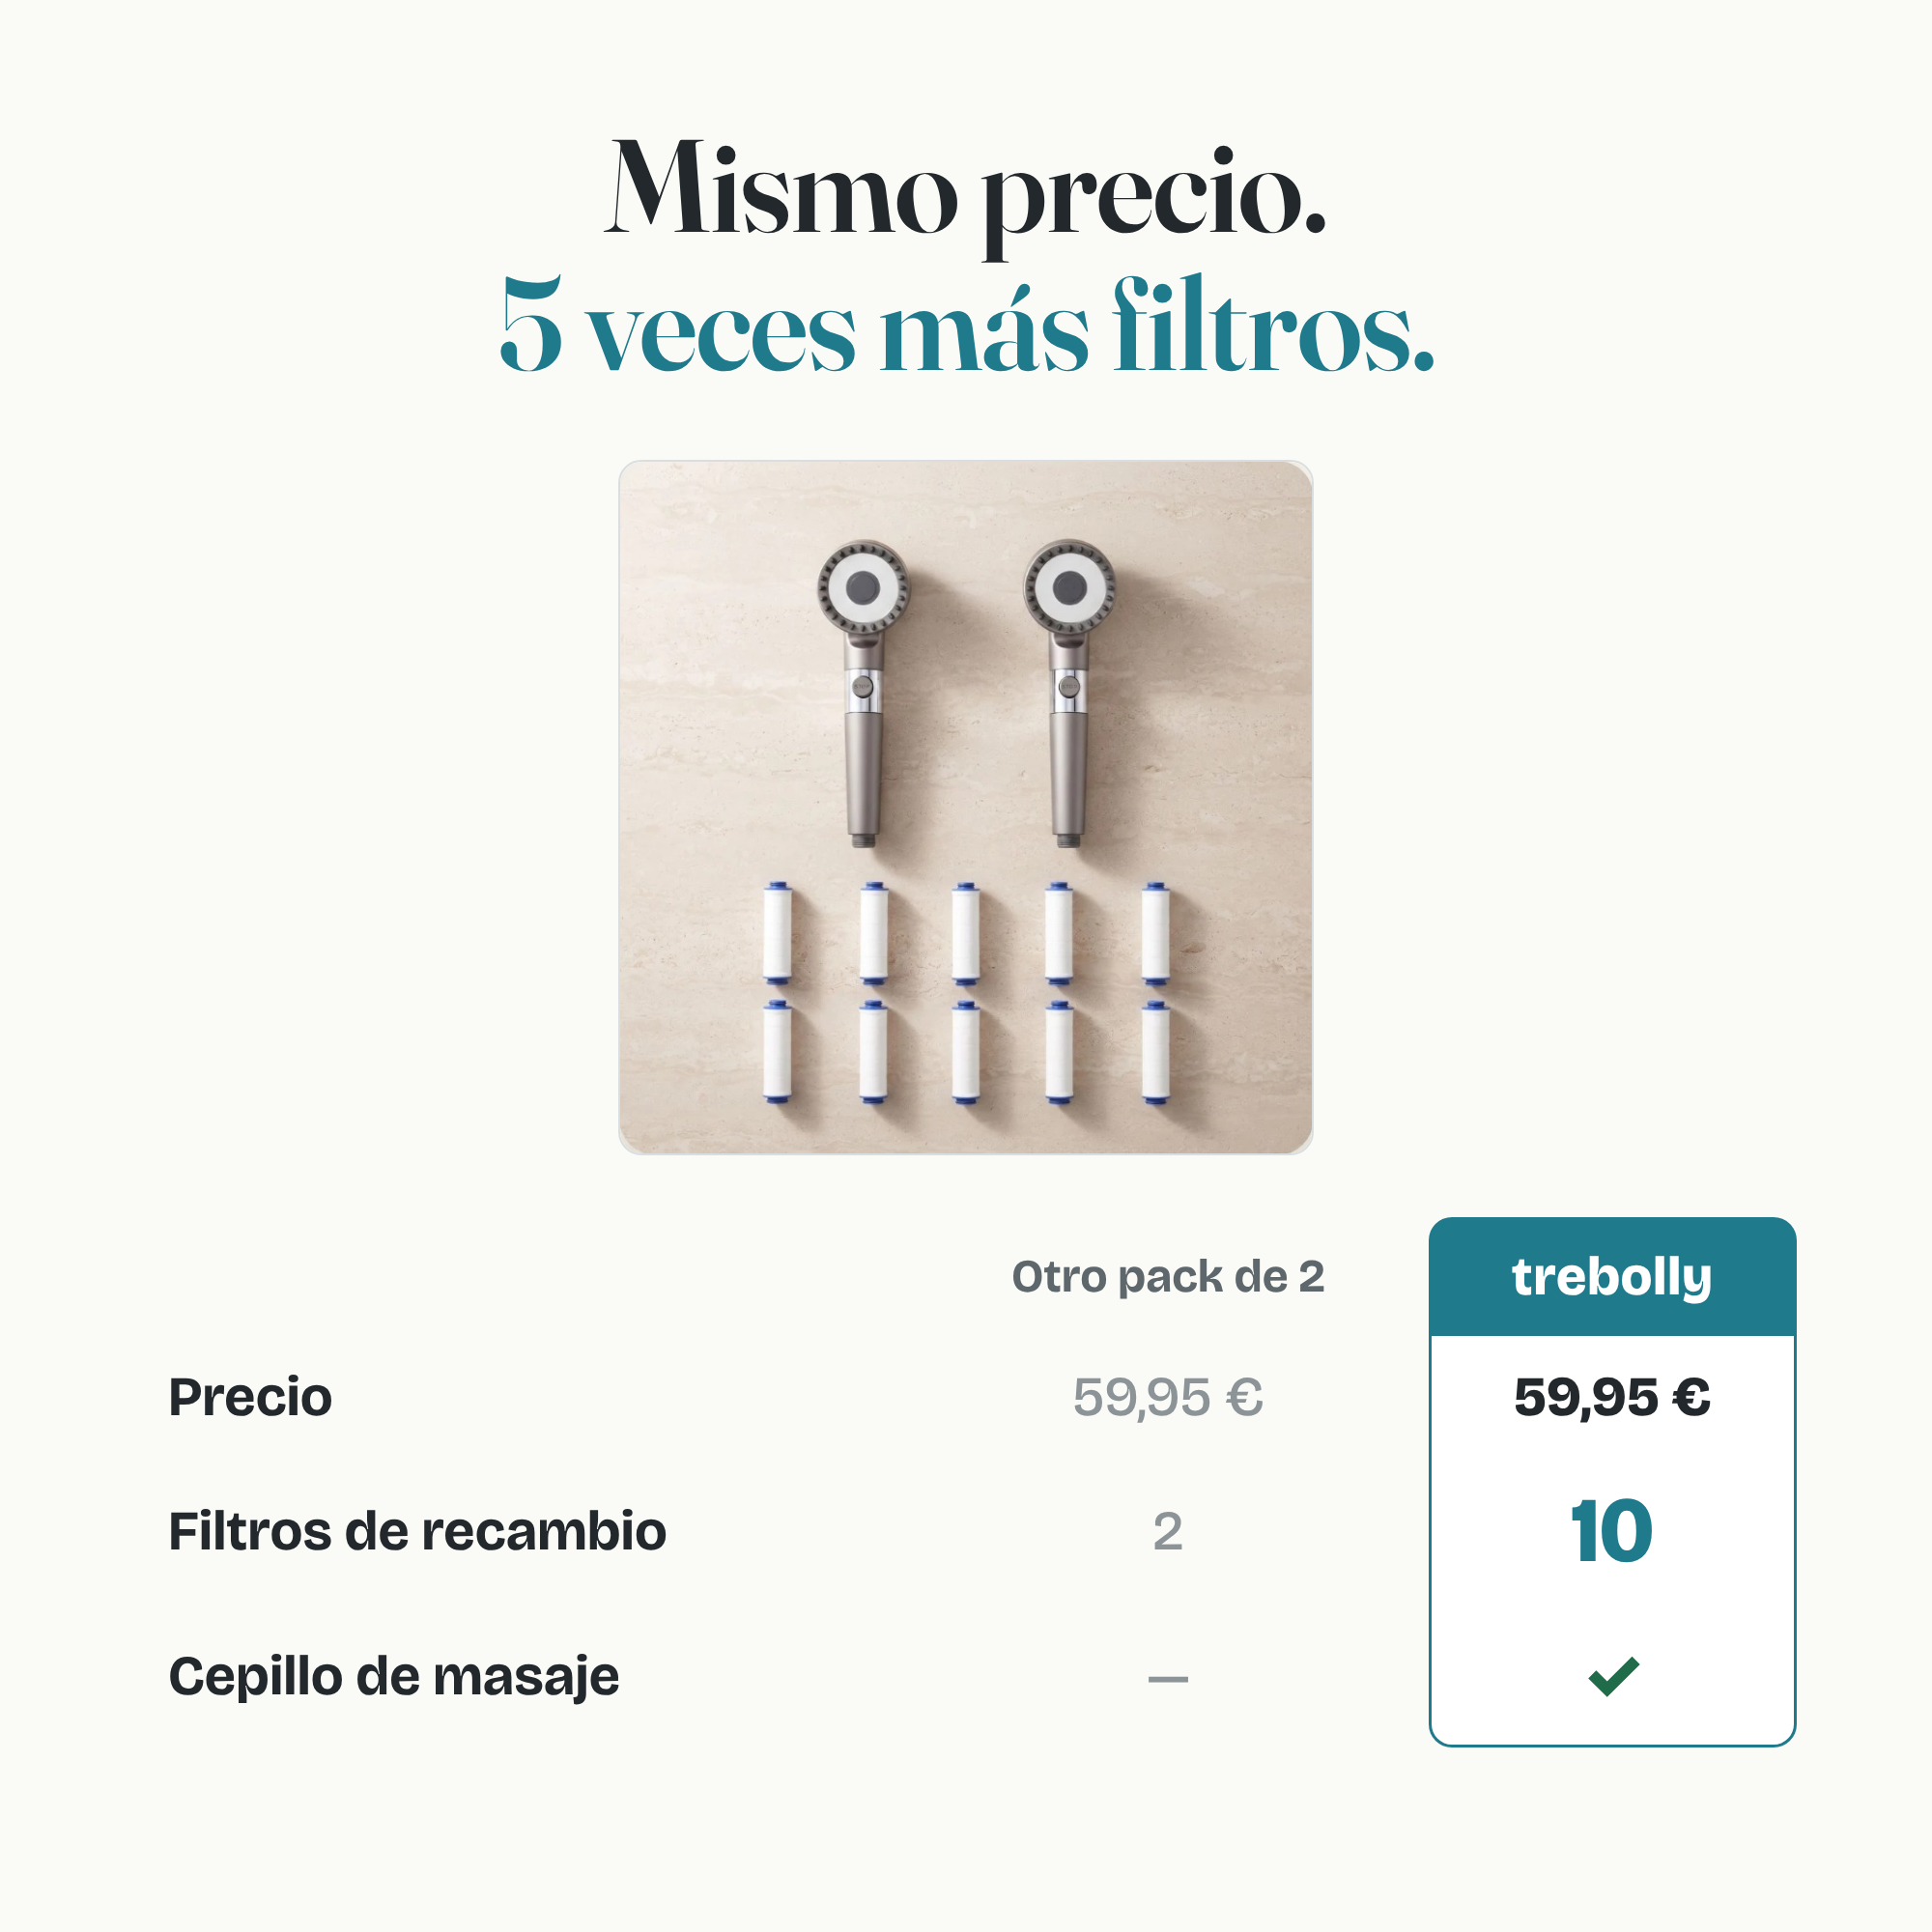 Mismo precio.
5 veces más filtros.
Otro pack de 2 trebolly
Precio 59,95 € 59,95 €
Filtros de recambio 2 10
Cepillo de masaje —